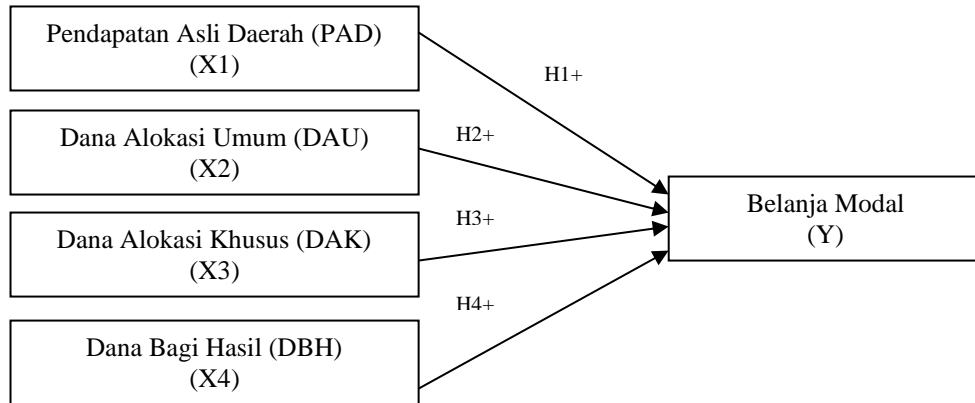 Pendapatan Asli Daerah (PAD)
(X1)
H1+
Dana Alokasi Umum (DAU)
(X2)
H2+
Dana Alokasi Khusus (DAK)
(X3)
H3+
Dana Bagi Hasil (DBH)
(X4)
H4+
Belanja Modal
(Y)